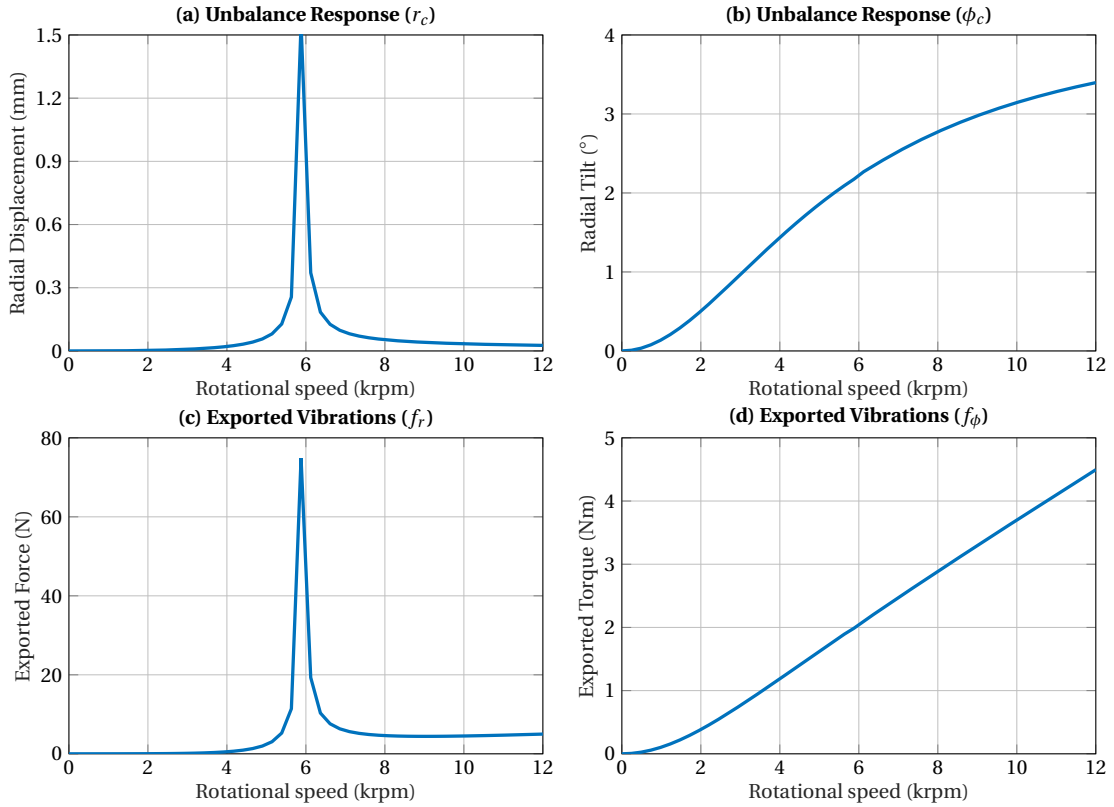 (a) Unbalance Response (r_c)
Radial Displacement (mm)
1.5
1.2
0.9
0.6
0.3
0
0 2 4 6 8 10 12
Rotational speed (krpm)
(b) Unbalance Response (ϕ_c)
Radial Tilt (°)
4
3
2
1
0
0 2 4 6 8 10 12
Rotational speed (krpm)
(c) Exported Vibrations (f_r)
Exported Force (N)
80
60
40
20
0
0 2 4 6 8 10 12
Rotational speed (krpm)
(d) Exported Vibrations (f_ϕ)
Exported Torque (Nm)
5
4
3
2
1
0
0 2 4 6 8 10 12
Rotational speed (krpm)